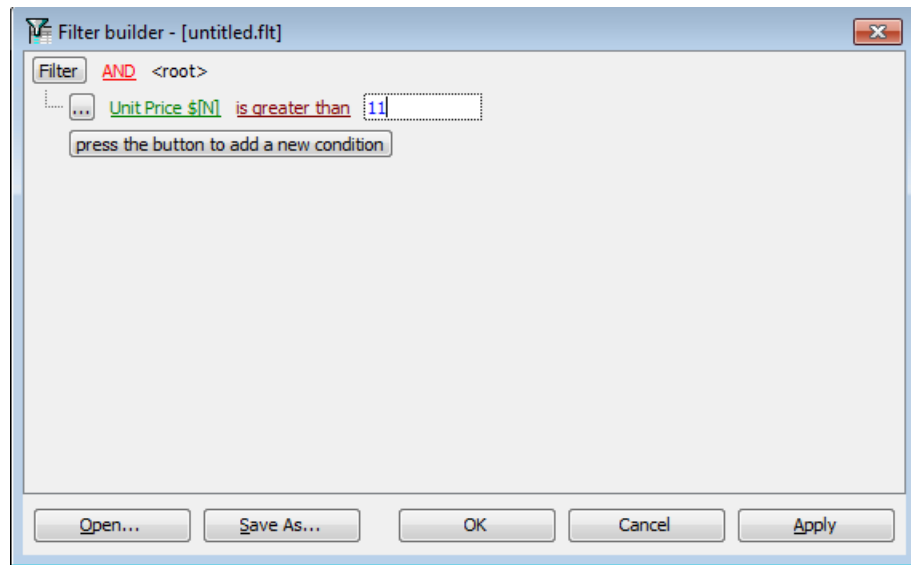 Filter builder - [untitled.flt]
Filter AND <root>
... Unit Price $[N] is greater than 11
press the button to add a new condition
Open... Save As... OK Cancel Apply